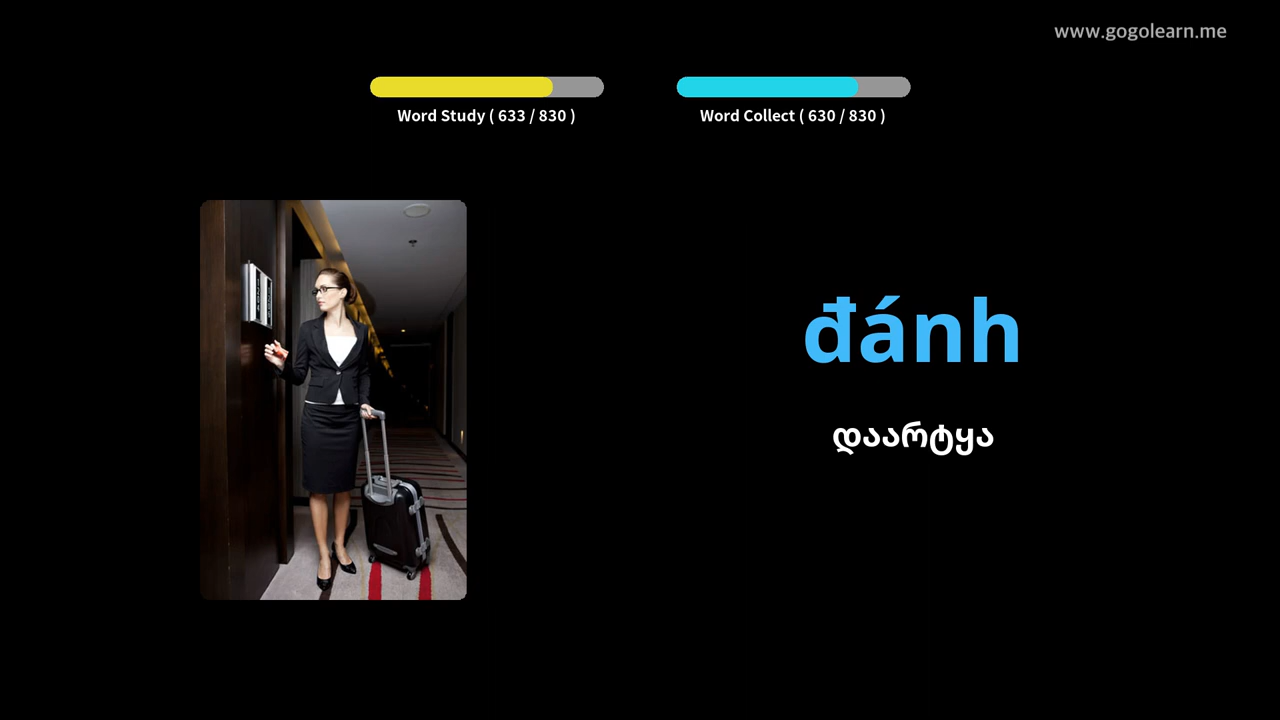 www.gogolearn.me
Word Study ( 633 / 830 )
Word Collect ( 630 / 830 )
đánh
დაარტყა